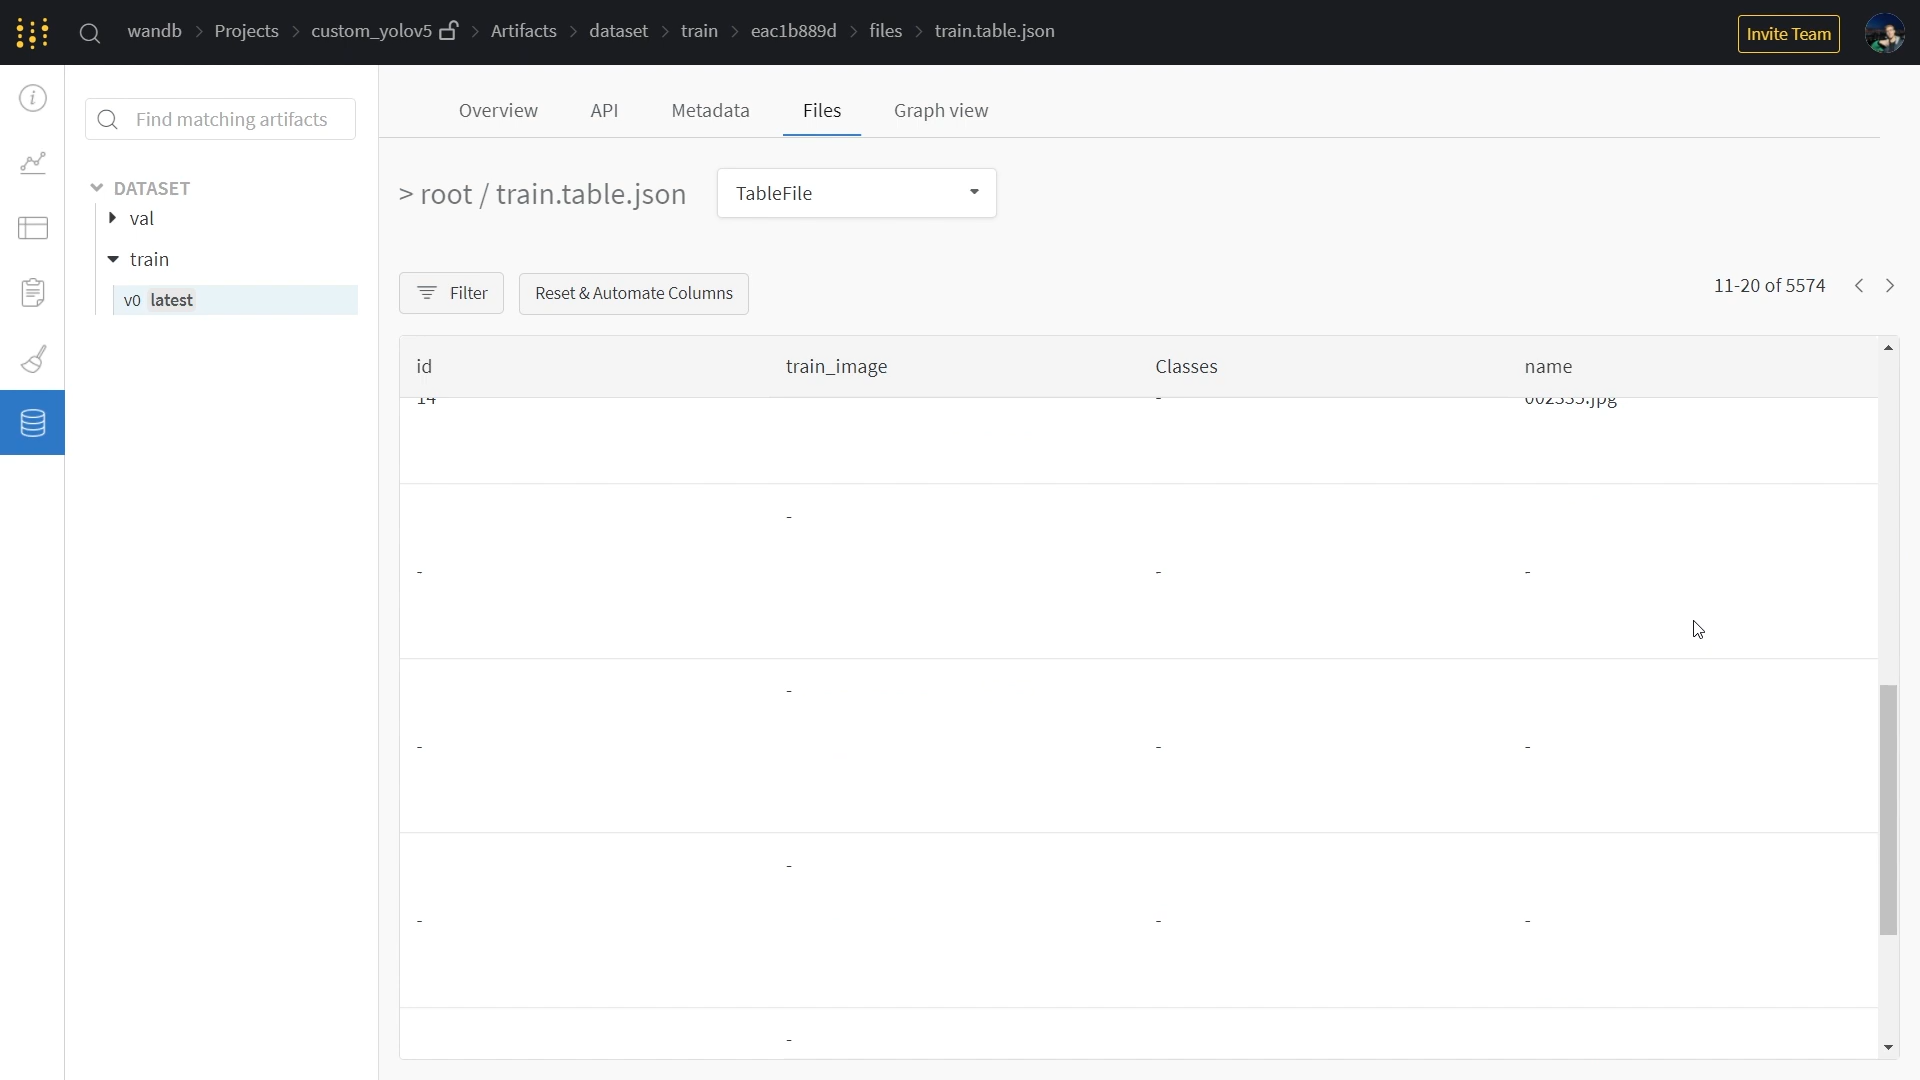 wandb > Projects > custom_yolov5 > Artifacts > dataset > train > eac1b889d > files > train.table.json
Invite Team
Find matching artifacts
DATASET
val
train
v0 latest
Overview API Metadata Files Graph view
> root / train.table.json TableFile
Filter Reset & Automate Columns 11-20 of 5574 < >
id train_image Classes name
14 -
-
- - -
-
- - -
-
- - -
-